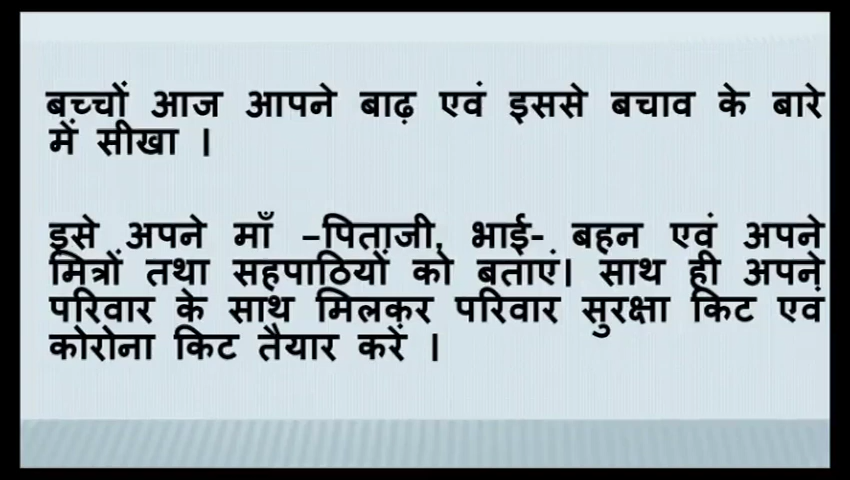 बच्चों आज आपने बाढ़ एवं इससे बचाव के बारे
में सीखा ।
इसे अपने माँ –पिताजी, भाई- बहन एवं अपने
मित्रों तथा सहपाठियों को बताएं। साथ ही अपने
परिवार के साथ मिलकर परिवार सुरक्षा किट एवं
कोरोना किट तैयार करें ।